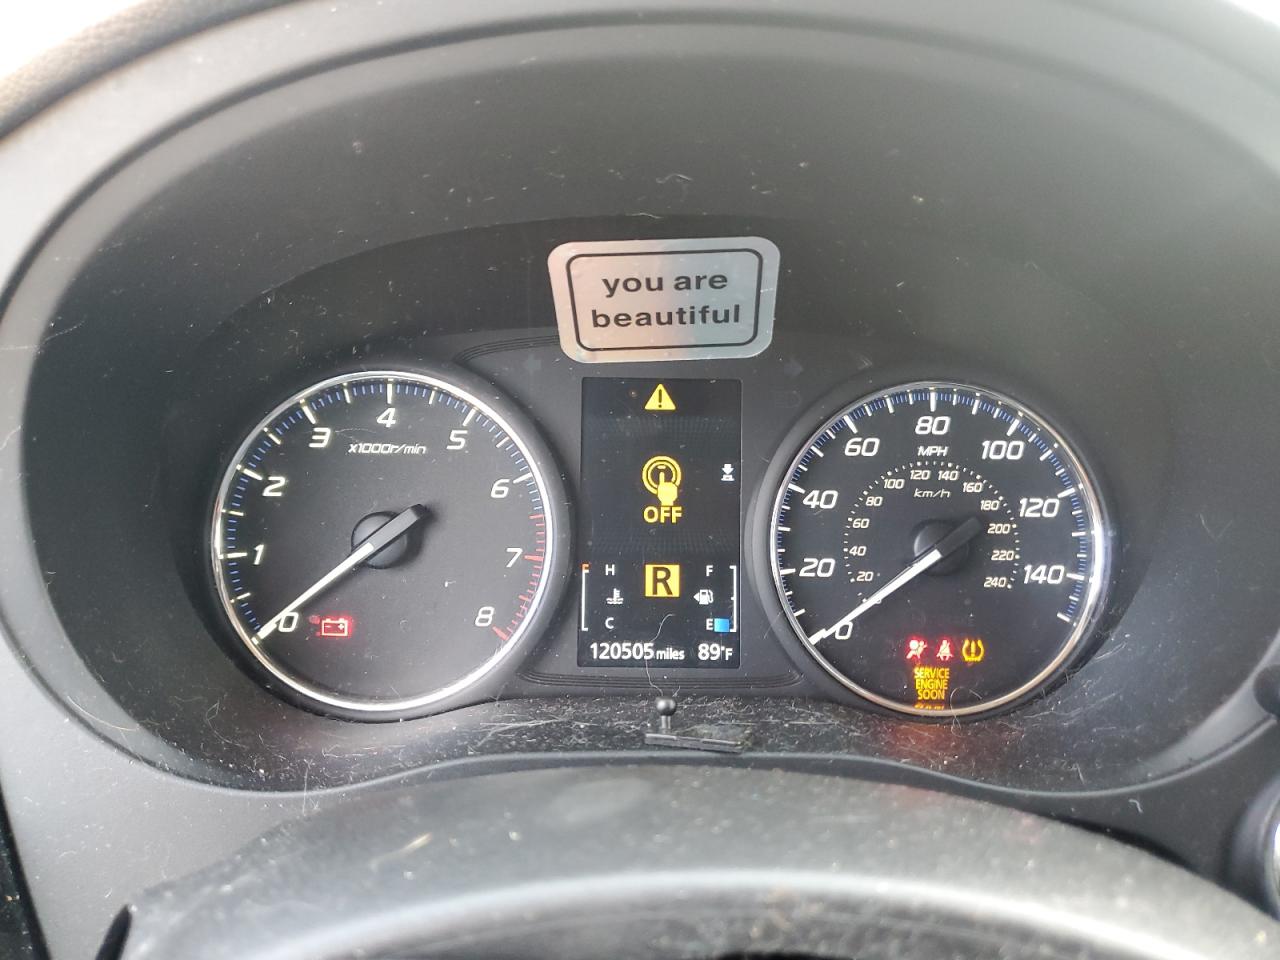 you are
beautiful
0
1
2
3
4
5
6
7
8
x1000r/min
OFF
H
R
F
C
E
120505 miles 89°F
0
20
40
60
80
100
120
140
MPH
km/h
20
40
60
80
100
120
140
160
180
200
220
240
SERVICE
ENGINE
SOON